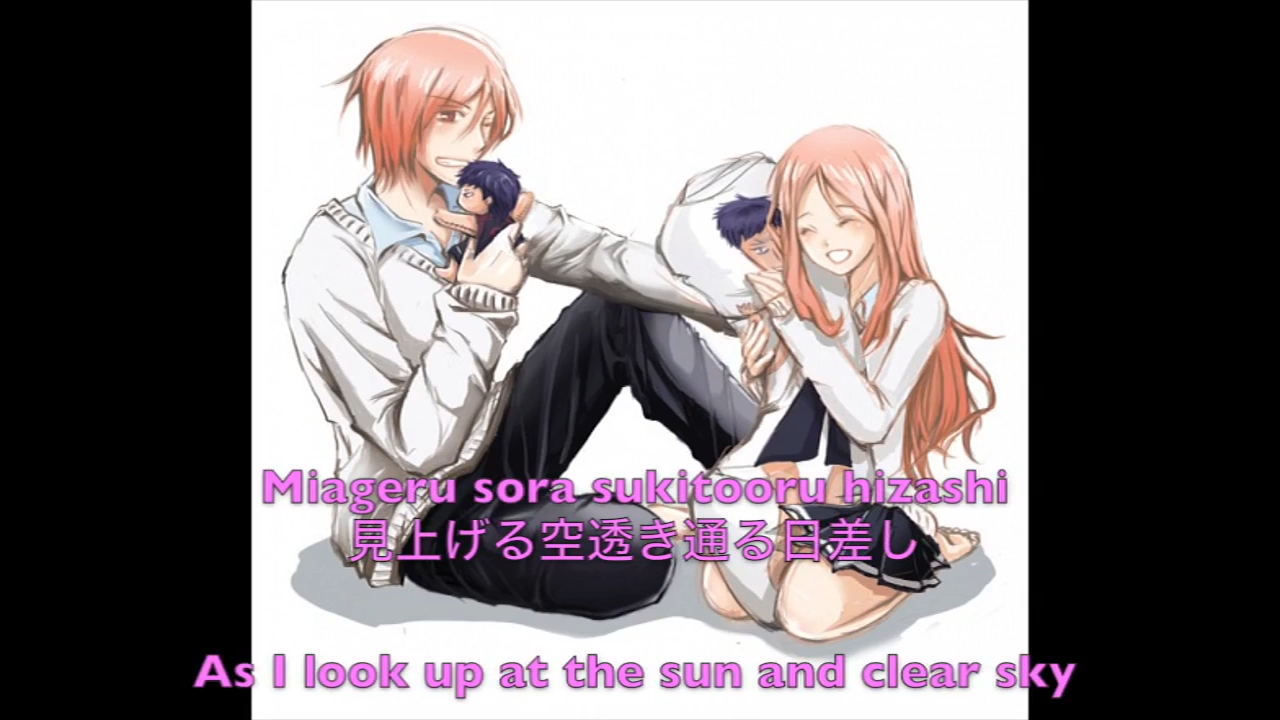 Miageru sora sukitooru hizashi
見上げる空透き通る日差し
As I look up at the sun and clear sky